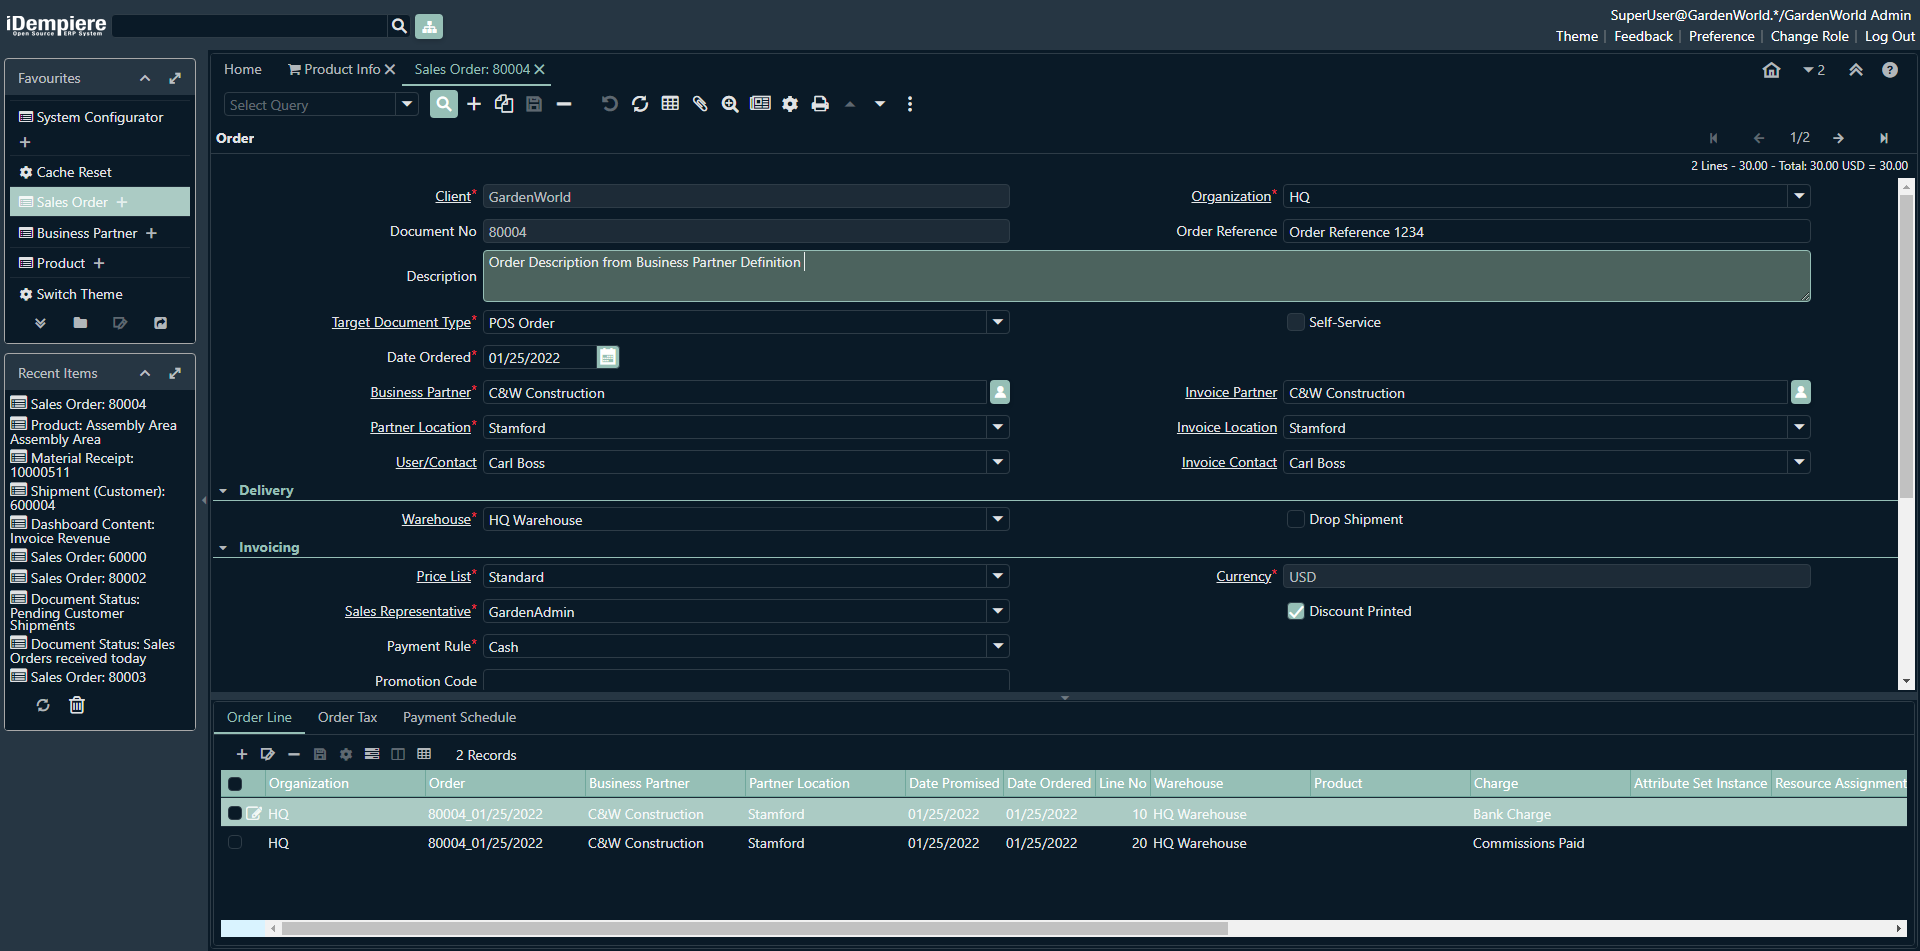 iDempiere
Open Source ERP System
SuperUser@GardenWorld.*/GardenWorld Admin
Theme | Feedback | Preference | Change Role | Log Out
Favourites
System Configurator
Cache Reset
Sales Order
Business Partner
Product
Switch Theme
Recent Items
Sales Order: 80004
Product: Assembly Area
Assembly Area
Material Receipt:
10000511
Shipment (Customer):
600004
Dashboard Content:
Invoice Revenue
Sales Order: 60000
Sales Order: 80002
Document Status:
Pending Customer
Shipments
Document Status: Sales
Orders received today
Sales Order: 80003
Home Product Info Sales Order: 80004
2
Select Query
Order
1/2
2 Lines - 30.00 - Total: 30.00 USD = 30.00
Client* GardenWorld Organization* HQ
Document No 80004 Order Reference Order Reference 1234
Description Order Description from Business Partner Definition
Target Document Type* POS Order Self-Service
Date Ordered* 01/25/2022
Business Partner* C&W Construction Invoice Partner C&W Construction
Partner Location* Stamford Invoice Location Stamford
User/Contact Carl Boss Invoice Contact Carl Boss
Delivery
Warehouse* HQ Warehouse Drop Shipment
Invoicing
Price List* Standard Currency* USD
Sales Representative* GardenAdmin Discount Printed
Payment Rule* Cash
Promotion Code
Order Line Order Tax Payment Schedule
2 Records
Organization Order Business Partner Partner Location Date Promised Date Ordered Line No Warehouse Product Charge Attribute Set Instance Resource Assignment
HQ 80004_01/25/2022 C&W Construction Stamford 01/25/2022 01/25/2022 10 HQ Warehouse Bank Charge
HQ 80004_01/25/2022 C&W Construction Stamford 01/25/2022 01/25/2022 20 HQ Warehouse Commissions Paid